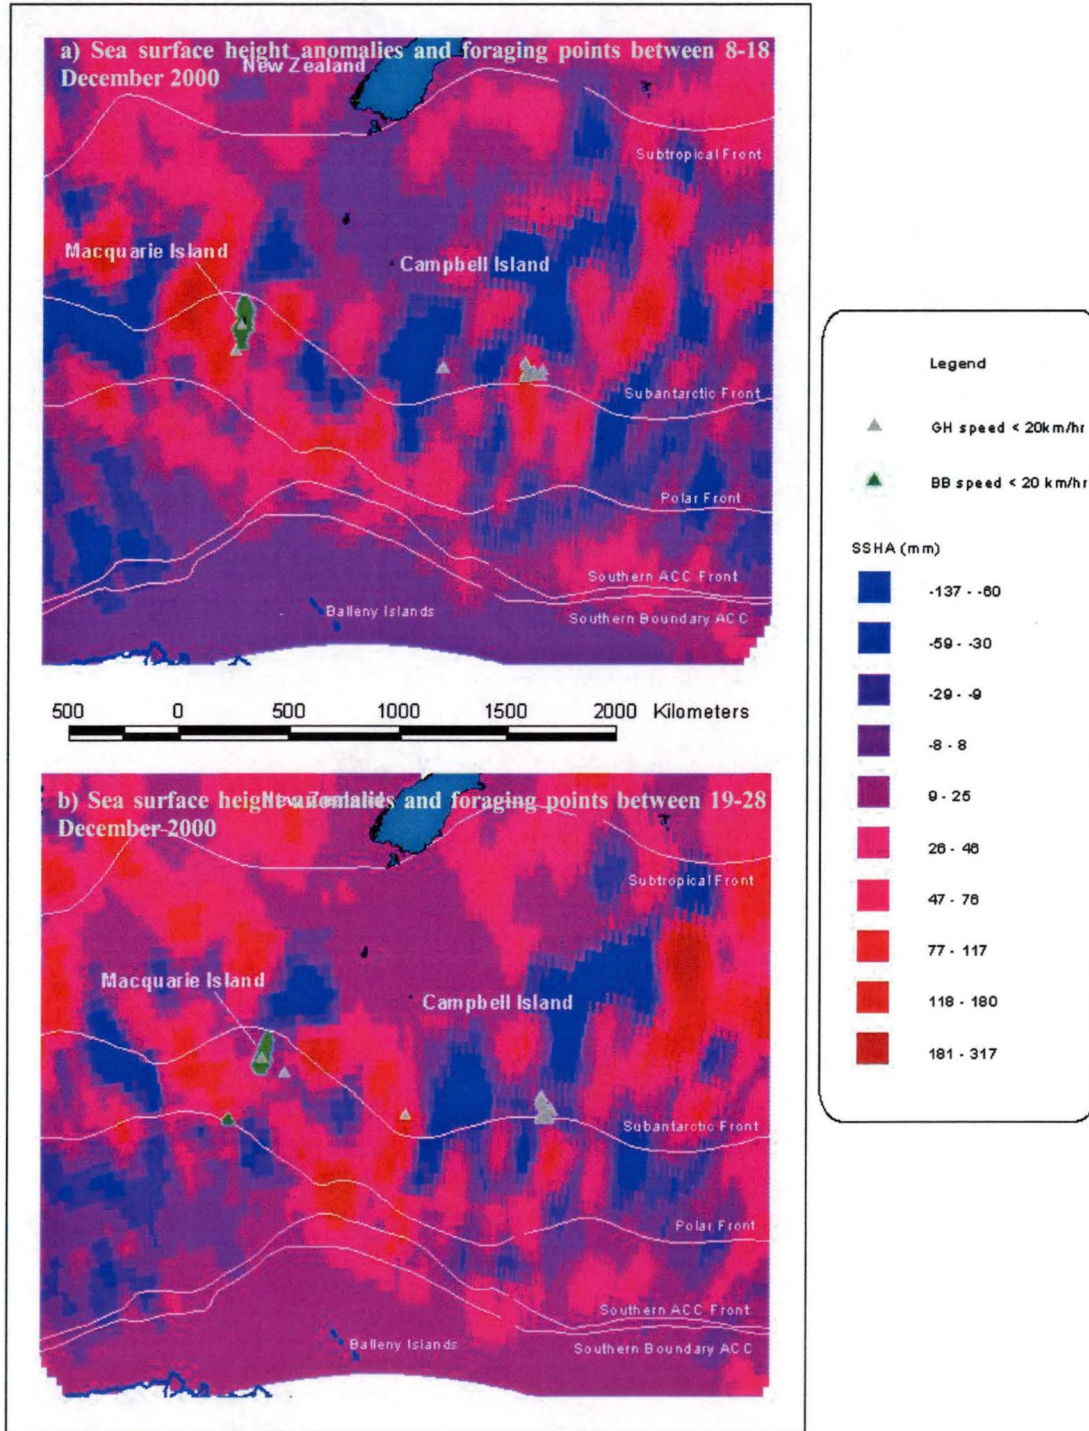 a) Sea surface height anomalies and foraging points between 8-18
December 2000
New Zealand
Subtropical Front
Macquarie Island
Campbell Island
Subantarctic Front
Polar Front
Southern ACC Front
Balleny Islands
Southern Boundary ACC
500 0 500 1000 1500 2000 Kilometers
b) Sea surface height anomalies and foraging points between 19-28
December 2000
New Zealand
Subtropical Front
Macquarie Island
Campbell Island
Subantarctic Front
Polar Front
Southern ACC Front
Balleny Islands
Southern Boundary ACC
Legend
GH speed < 20km/hr
BB speed < 20 km/hr
SSHA (mm)
-137 - -60
-59 - -30
-29 - -9
-8 - 8
9 - 25
26 - 46
47 - 76
77 - 117
118 - 180
181 - 317